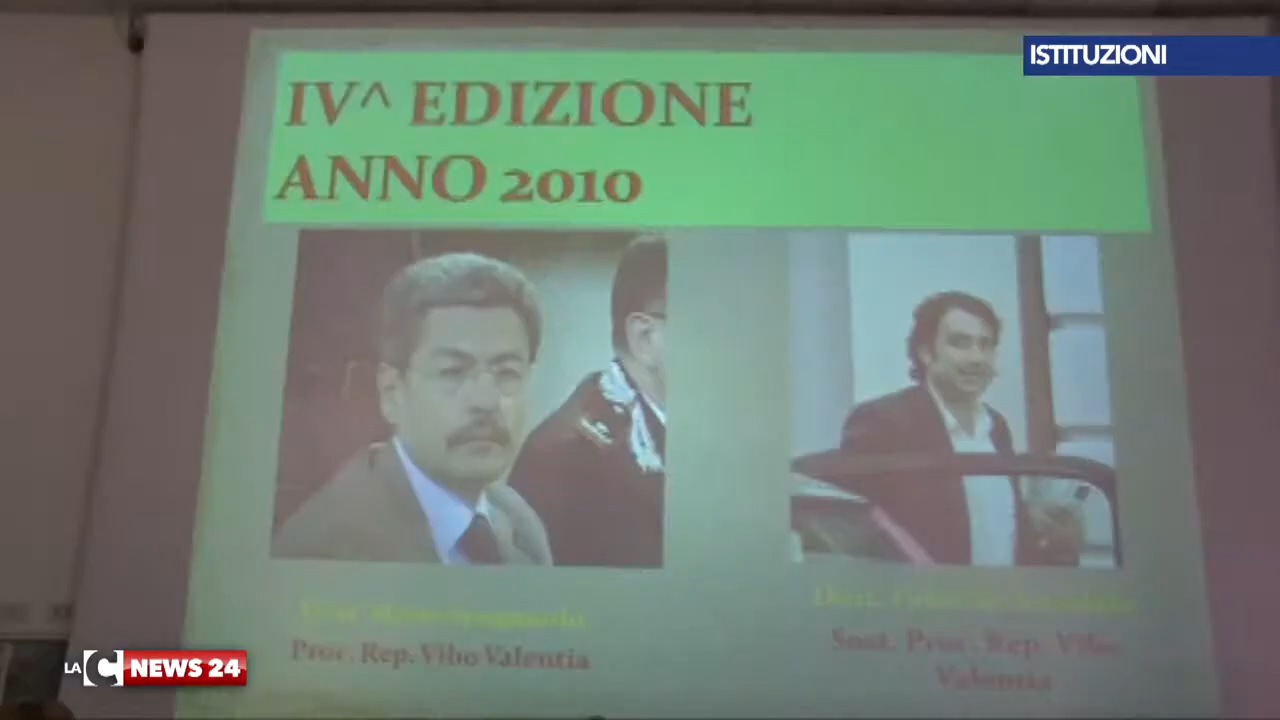 ISTITUZIONI
IV^ EDIZIONE
ANNO 2010
Proc. Rep. Vibo Valentia
Sost. Proc. Rep. Vibo
Valentia
LA C NEWS 24